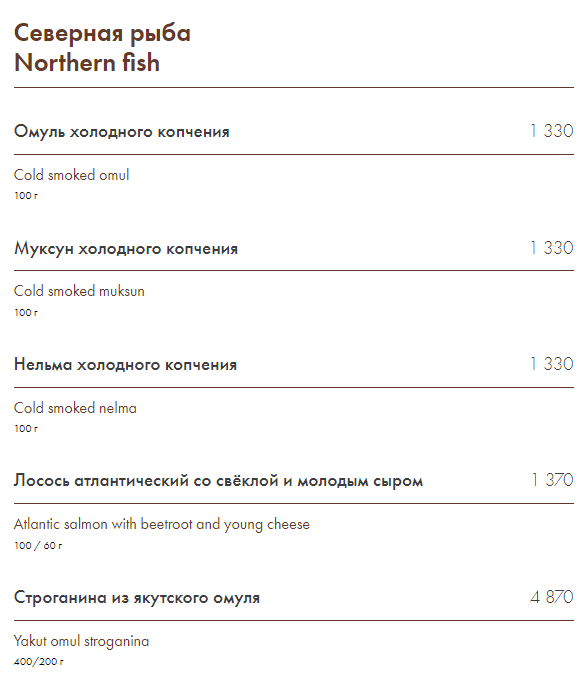 Северная рыба
Northern fish
Омуль холодного копчения 1 330
Cold smoked omul
100 г
Муксун холодного копчения 1 330
Cold smoked muksun
100 г
Нельма холодного копчения 1 330
Cold smoked nelma
100 г
Лосось атлантический со свёклой и молодым сыром 1 370
Atlantic salmon with beetroot and young cheese
100 / 60 г
Строганина из якутского омуля 4 870
Yakut omul stroganina
400/200 г